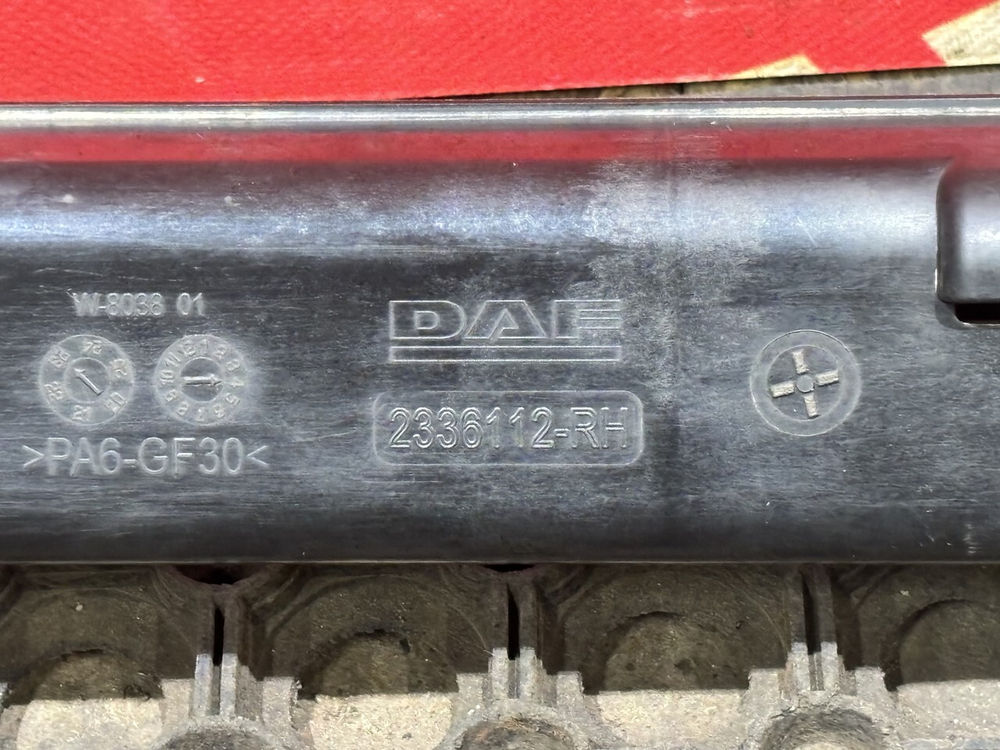 W-8038 01
DAF
2336112-RH
>PA6-GF30<